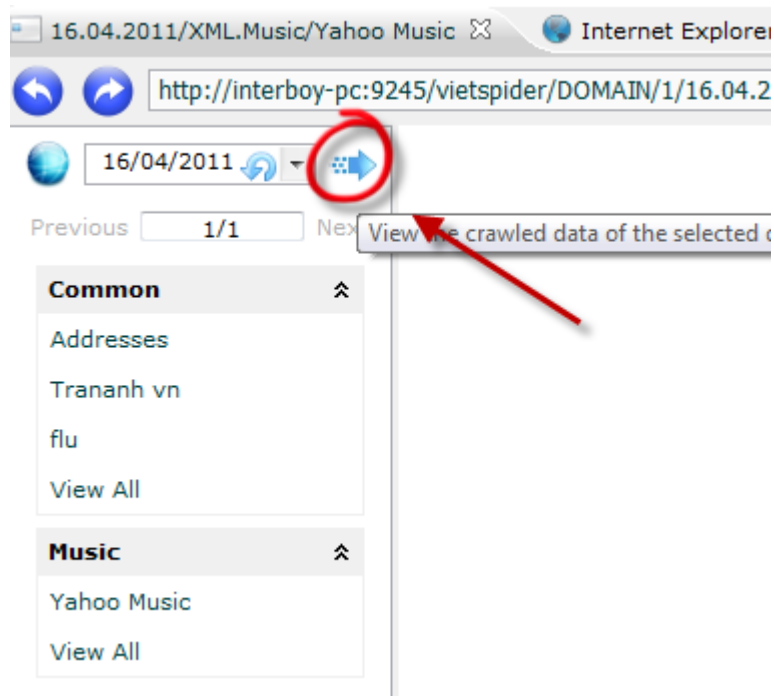 16.04.2011/XML.Music/Yahoo Music Internet Explorer
http://interboy-pc:9245/vietspider/DOMAIN/1/16.04.2
16/04/2011
Previous 1/1
View the crawled data of the selected
Common
Addresses
Trananh vn
flu
View All
Music
Yahoo Music
View All